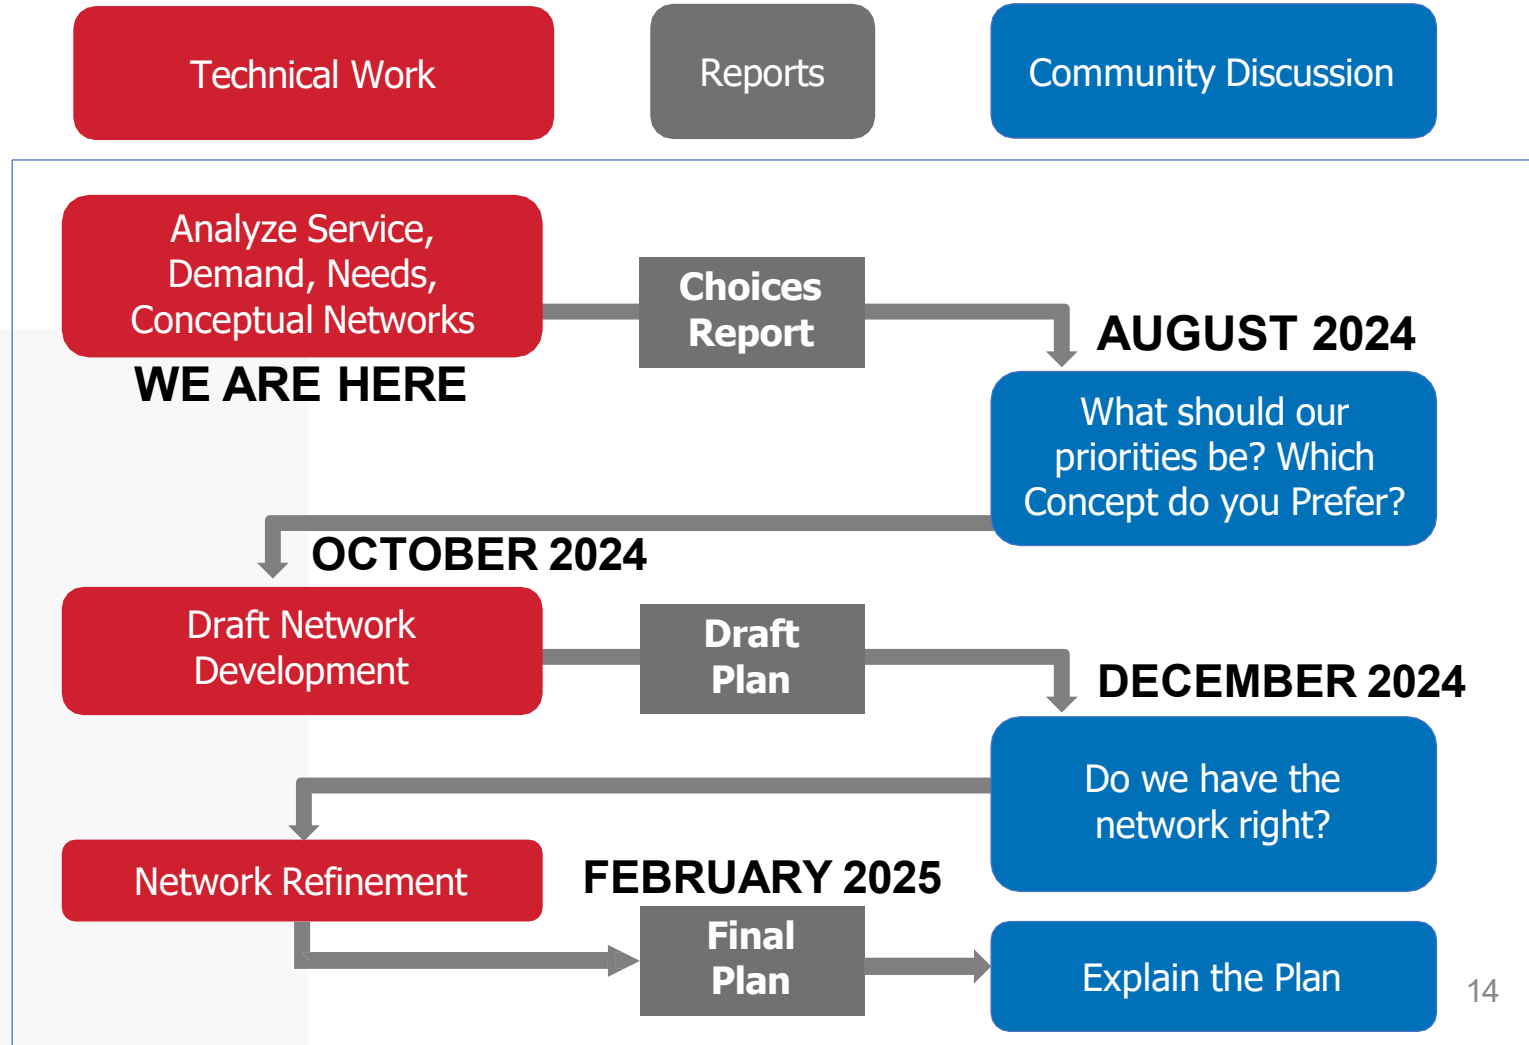 Technical Work
Reports
Community Discussion
Analyze Service,
Demand, Needs,
Conceptual Networks
WE ARE HERE
Choices
Report
AUGUST 2024
What should our
priorities be? Which
Concept do you Prefer?
OCTOBER 2024
Draft Network
Development
Draft
Plan
DECEMBER 2024
Do we have the
network right?
Network Refinement
FEBRUARY 2025
Final
Plan
Explain the Plan
14